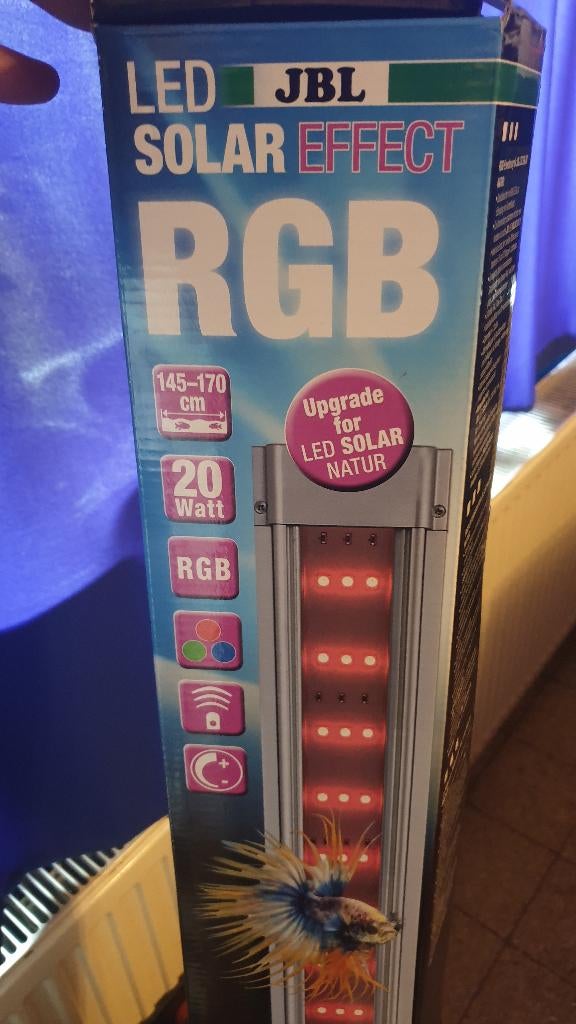 LED JBL
SOLAR EFFECT
RGB
145–170
cm
Upgrade
for
LED SOLAR
NATUR
20
Watt
RGB
+
-